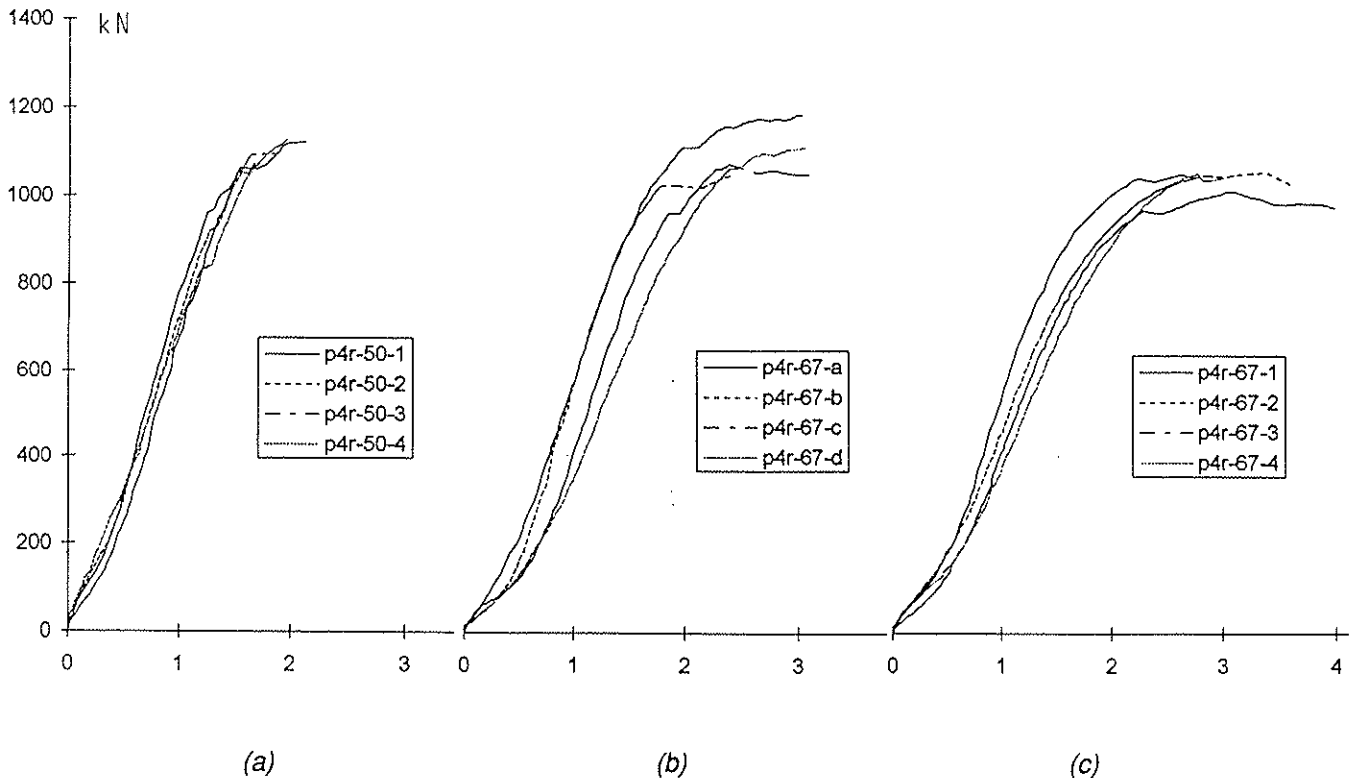 1400
kN
1200
1000
800
600
400
200
0
p4r-50-1
p4r-50-2
p4r-50-3
p4r-50-4
p4r-67-a
p4r-67-b
p4r-67-c
p4r-67-d
p4r-67-1
p4r-67-2
p4r-67-3
p4r-67-4
0 1 2 3 0 1 2 3 0 1 2 3 4
(a) (b) (c)